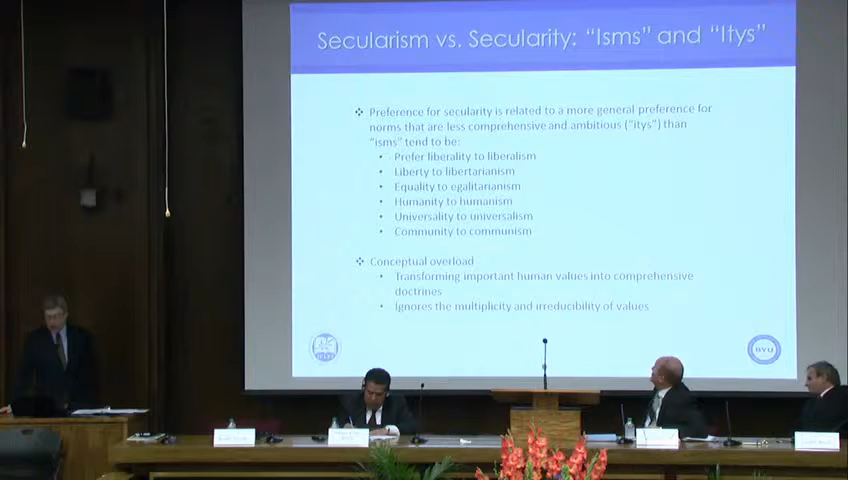 Secularism vs. Secularity: "Isms" and "Itys"
❖ Preference for secularity is related to a more general preference for
norms that are less comprehensive and ambitious ("itys") than
"isms" tend to be:
• Prefer liberality to liberalism
• Liberty to libertarianism
• Equality to egalitarianism
• Humanity to humanism
• Universality to universalism
• Community to communism
❖ Conceptual overload
• Transforming important human values into comprehensive
doctrines
• Ignores the multiplicity and irreducibility of values
BYU